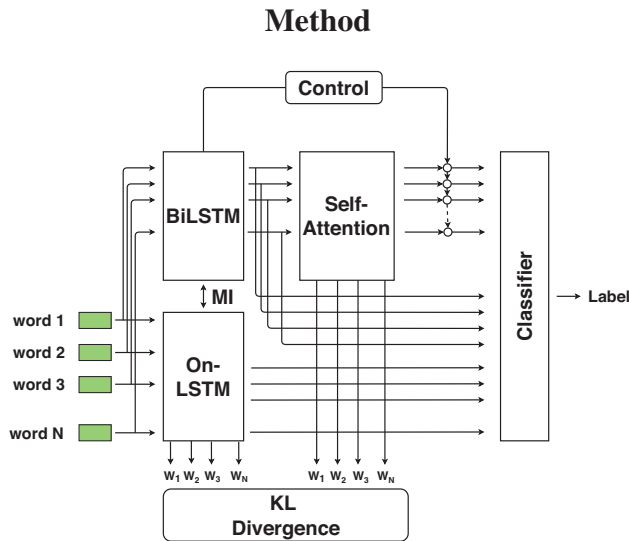 Method
Control
BiLSTM
Self-
Attention
MI
word 1
word 2
word 3
word N
On-
LSTM
Classifier
Label
W1 W2 W3 WN
W1 W2 W3 WN
KL
Divergence